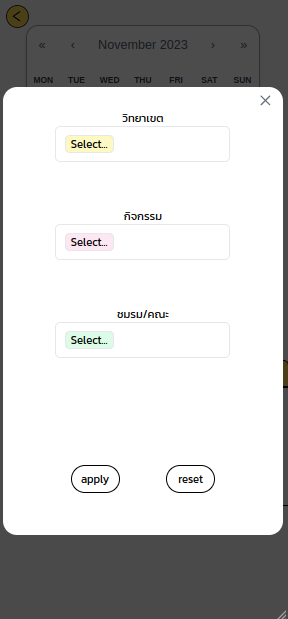 « ‹ November 2023 › »
MON TUE WED THU FRI SAT SUN
วิทยาเขต
Select...
กิจกรรม
Select...
ชมรม/คณะ
Select...
apply reset